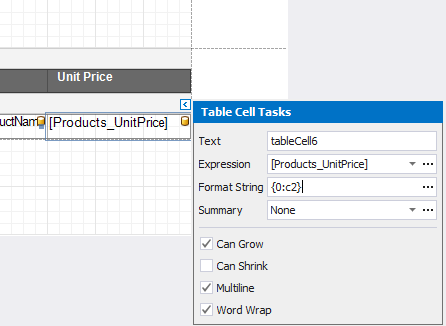 Unit Price
uctName
[Products_UnitPrice]
Table Cell Tasks
Text tableCell6
Expression [Products_UnitPrice]
Format String {0:c2}
Summary None
Can Grow
Can Shrink
Multiline
Word Wrap